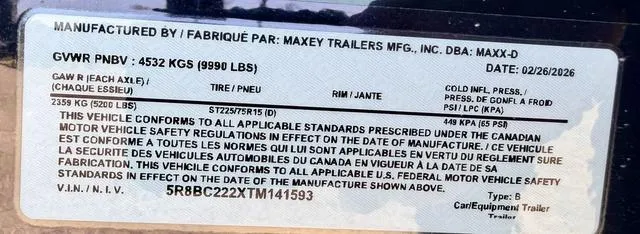 MANUFACTURED BY / FABRIQUÉ PAR: MAXEY TRAILERS MFG., INC. DBA: MAXX-D
GVWR PNBV : 4532 KGS (9990 LBS)
DATE: 02/26/2026
GAW R (EACH AXLE) / (CHAQUE ESSIEU)
TIRE / PNEU
RIM / JANTE
COLD INFL. PRESS. / PRESS. DE GONFL A FROID PSI / LPC (KPA)
2359 KG (5200 LBS)
ST225/75R15 (D)
449 KPA (65 PSI)
THIS VEHICLE CONFORMS TO ALL APPLICABLE STANDARDS PRESCRIBED UNDER THE CANADIAN
MOTOR VEHICLE SAFETY REGULATIONS IN EFFECT ON THE DATE OF MANUFACTURE. / CE VEHICULE
EST CONFORME A TOUTES LES NORMES QUI LUI SONT APPLICABLES EN VERTU DU REGLEMENT SURE
LA SECURITE DES VEHICULES AUTOMOBILES DU CANADA EN VIGUEUR À LA DATE DE SA
FABRICATION. THIS VEHICLE CONFORMS TO ALL APPLICABLE U.S. FEDERAL MOTOR VEHICLE SAFETY
STANDARDS IN EFFECT ON THE DATE OF THE MANUFACTURE SHOWN ABOVE.
V.I.N. / N.I.V.
5R8BC222XTM141593
Type: B
Car/Equipment Trailer
Trailer